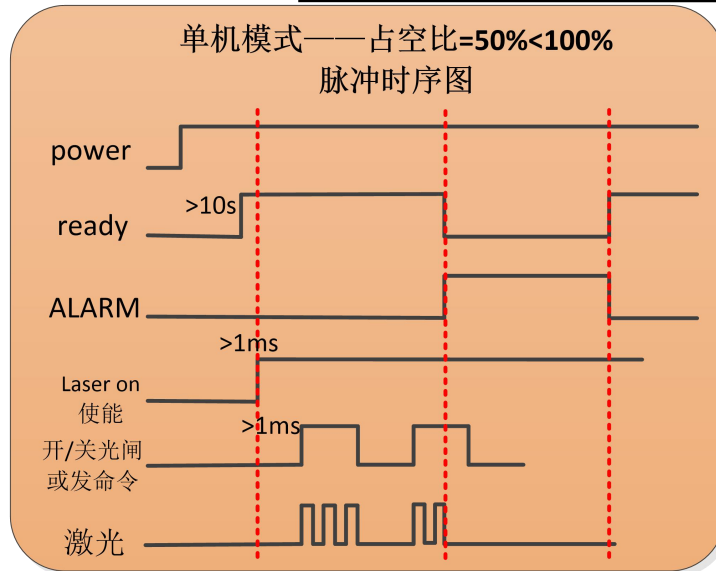 单机模式——占空比=50%<100%
脉冲时序图
power
>10s
ready
ALARM
>1ms
Laser on
使能
>1ms
开/关光闸
或发命令
激光